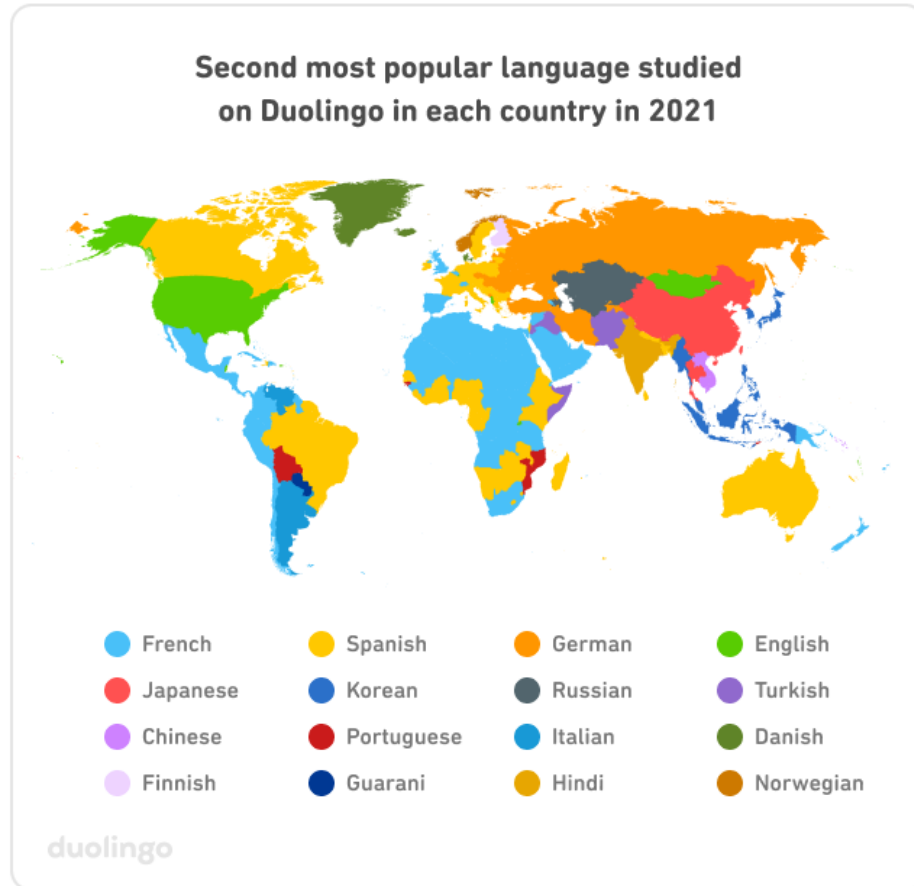 Second most popular language studied
on Duolingo in each country in 2021
French Spanish German English
Japanese Korean Russian Turkish
Chinese Portuguese Italian Danish
Finnish Guarani Hindi Norwegian
duolingo